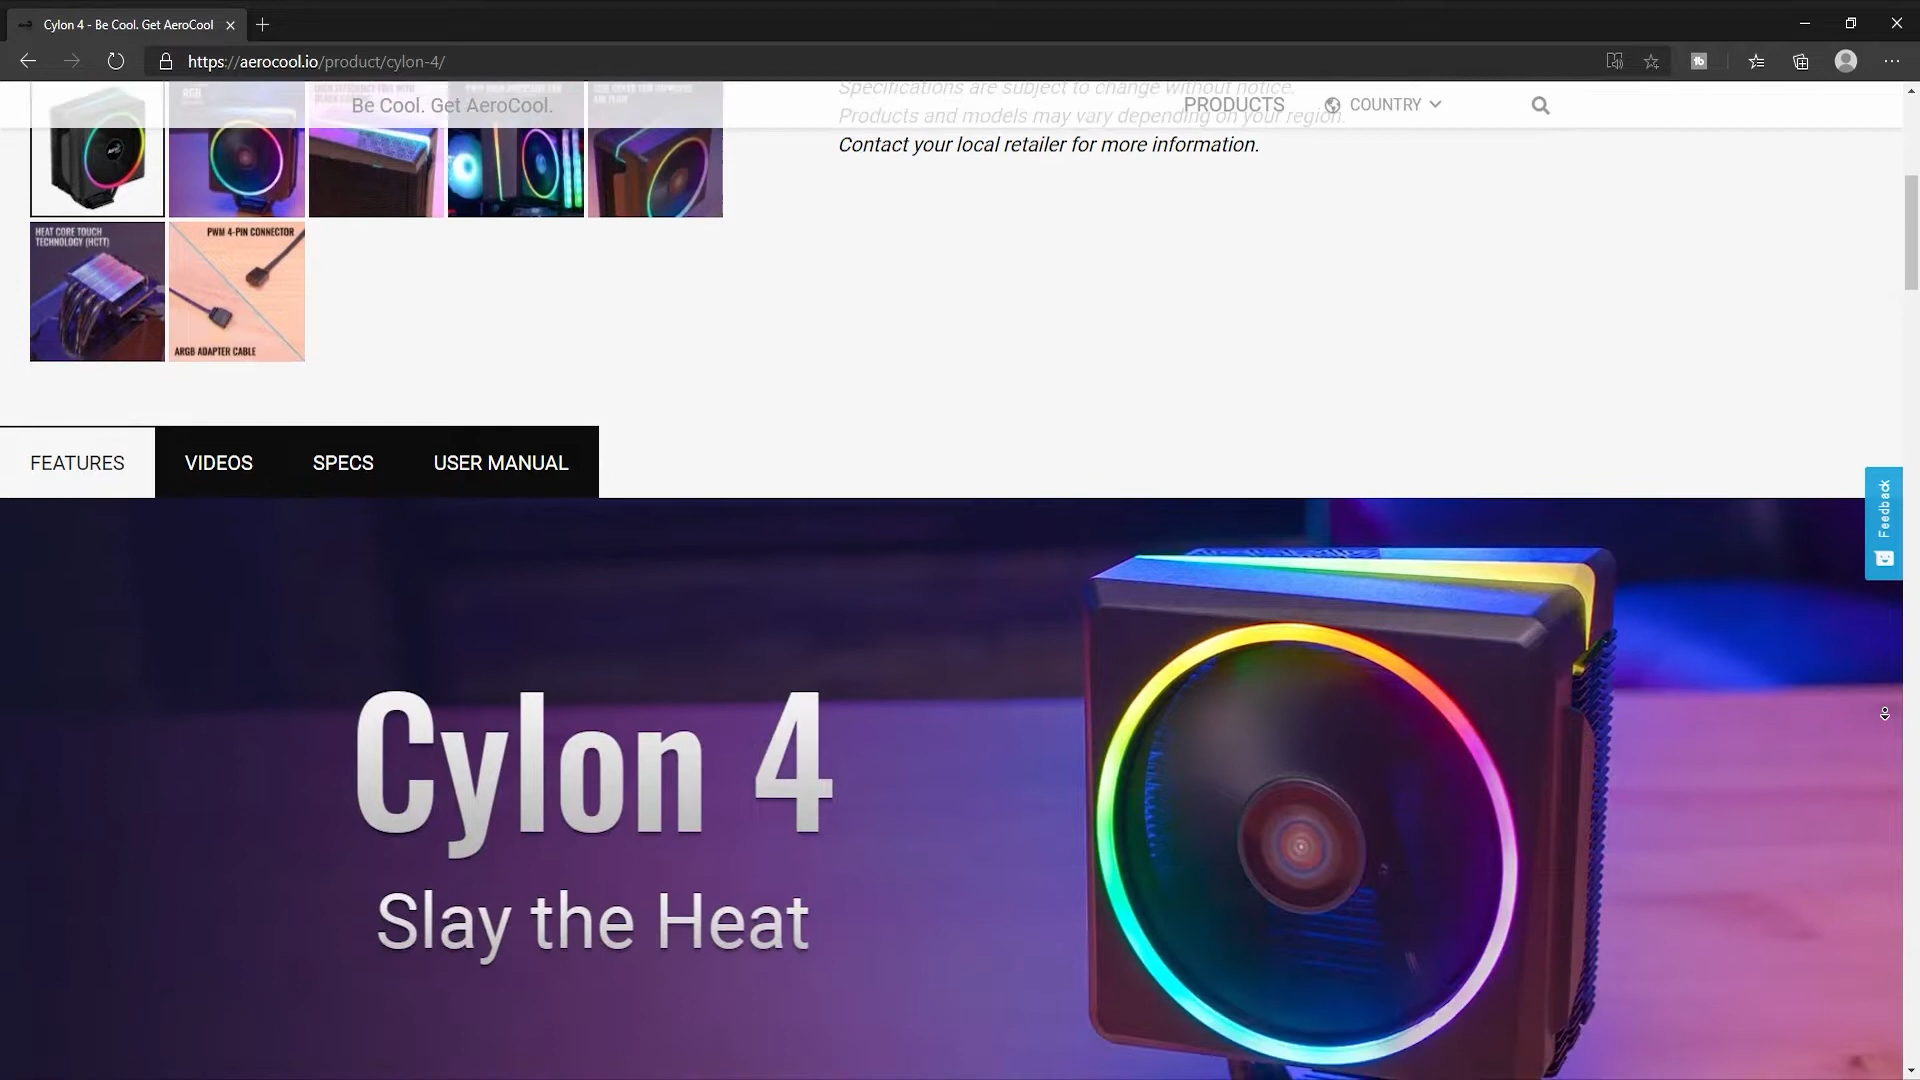 Cylon 4 - Be Cool. Get AeroCool
https://aerocool.io/product/cylon-4/
Specifications are subject to change without notice.
Be Cool. Get AeroCool.
PRODUCTS
COUNTRY
Products and models may vary depending on your region.
Contact your local retailer for more information.
RGB
HEAT CORE TOUCH
TECHNOLOGY (HCTT)
PWM 4-PIN CONNECTOR
ARGB ADAPTER CABLE
FEATURES
VIDEOS
SPECS
USER MANUAL
Feedback
Cylon 4
Slay the Heat